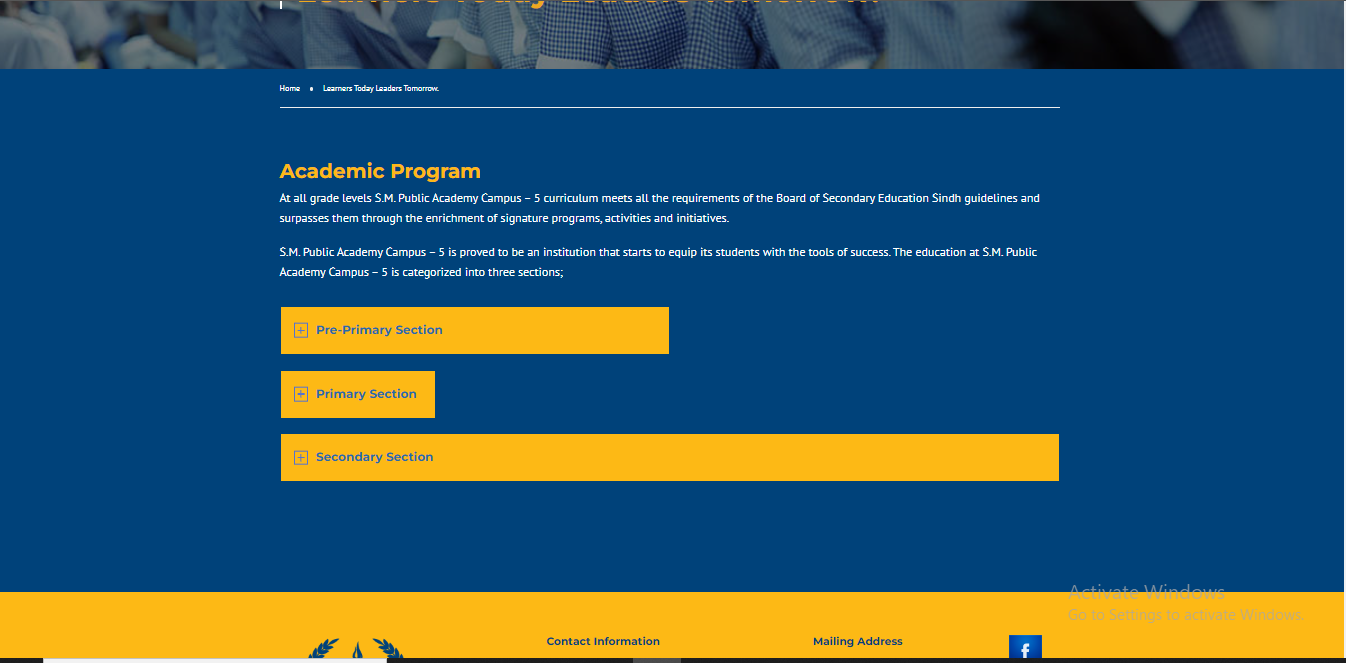 Learners Today Leaders Tomorrow.
Home • Learners Today Leaders Tomorrow.
Academic Program
At all grade levels S.M. Public Academy Campus – 5 curriculum meets all the requirements of the Board of Secondary Education Sindh guidelines and
surpasses them through the enrichment of signature programs, activities and initiatives.
S.M. Public Academy Campus – 5 is proved to be an institution that starts to equip its students with the tools of success. The education at S.M. Public
Academy Campus – 5 is categorized into three sections;
Pre-Primary Section
Primary Section
Secondary Section
Activate Windows
Go to Settings to activate Windows.
Contact Information
Mailing Address
f